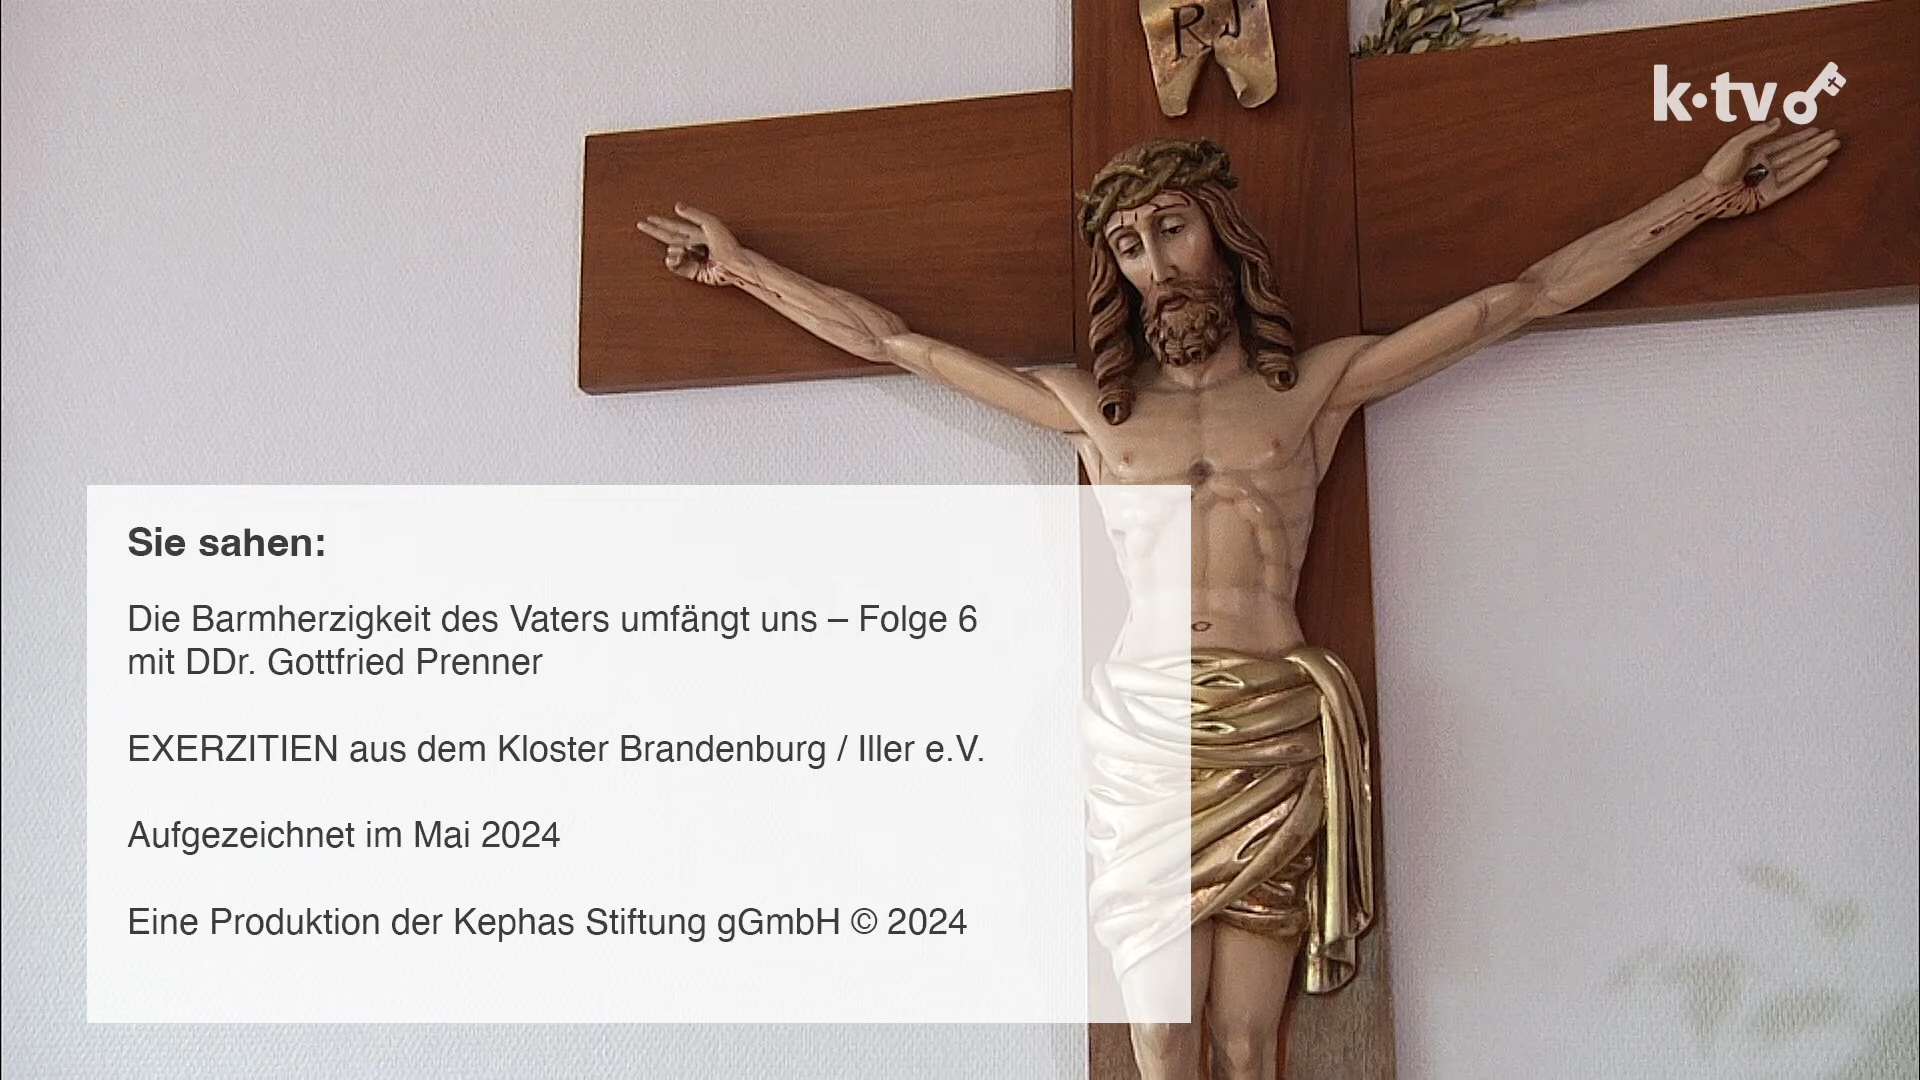 R J
k·tv
Sie sahen:
Die Barmherzigkeit des Vaters umfängt uns – Folge 6
mit DDr. Gottfried Prenner
EXERZITIEN aus dem Kloster Brandenburg / Iller e.V.
Aufgezeichnet im Mai 2024
Eine Produktion der Kephas Stiftung gGmbH © 2024